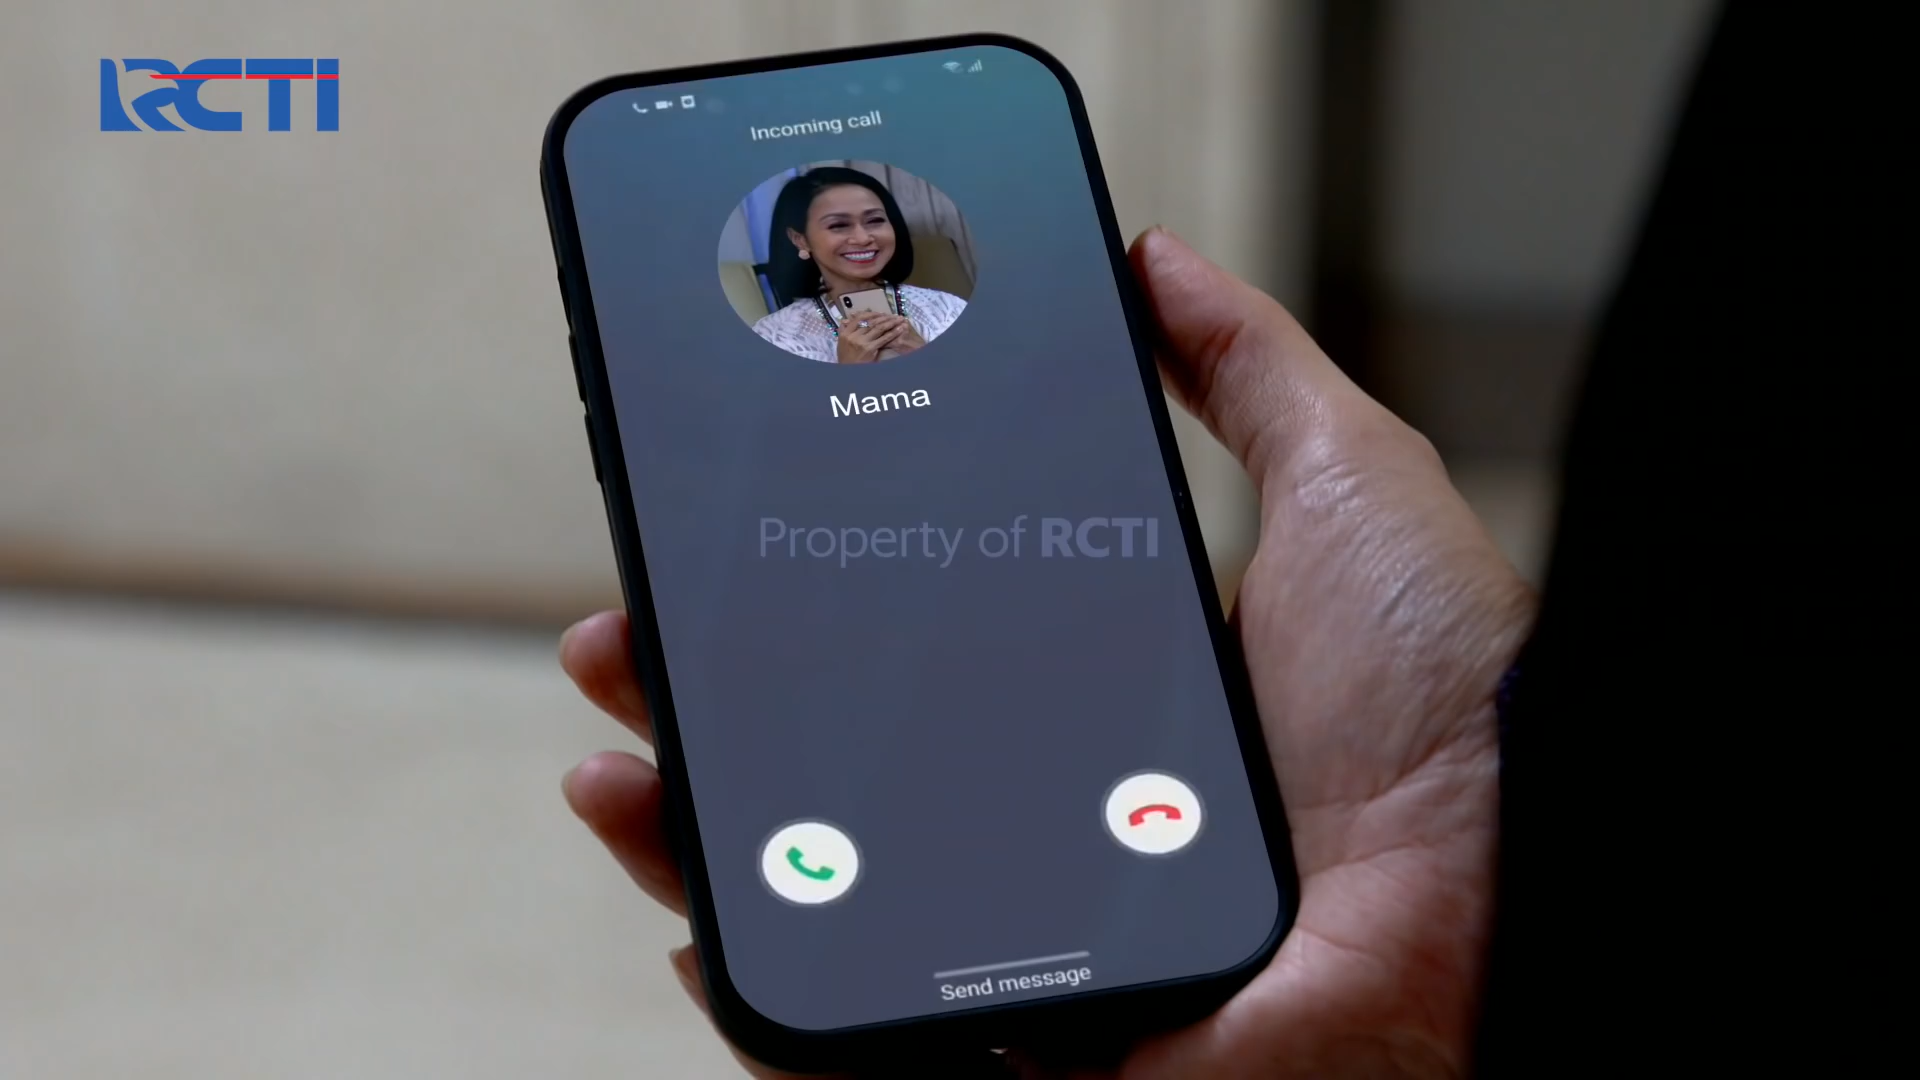 RCTI
Incoming call
Mama
Property of RCTI
Send message